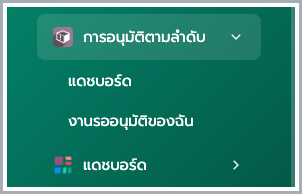 การอนุมัติตามลำดับ
แดชบอร์ด
งานรออนุมัติของฉัน
แดชบอร์ด